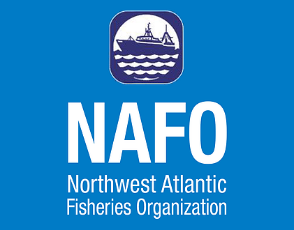 NAFO
Northwest Atlantic
Fisheries Organization